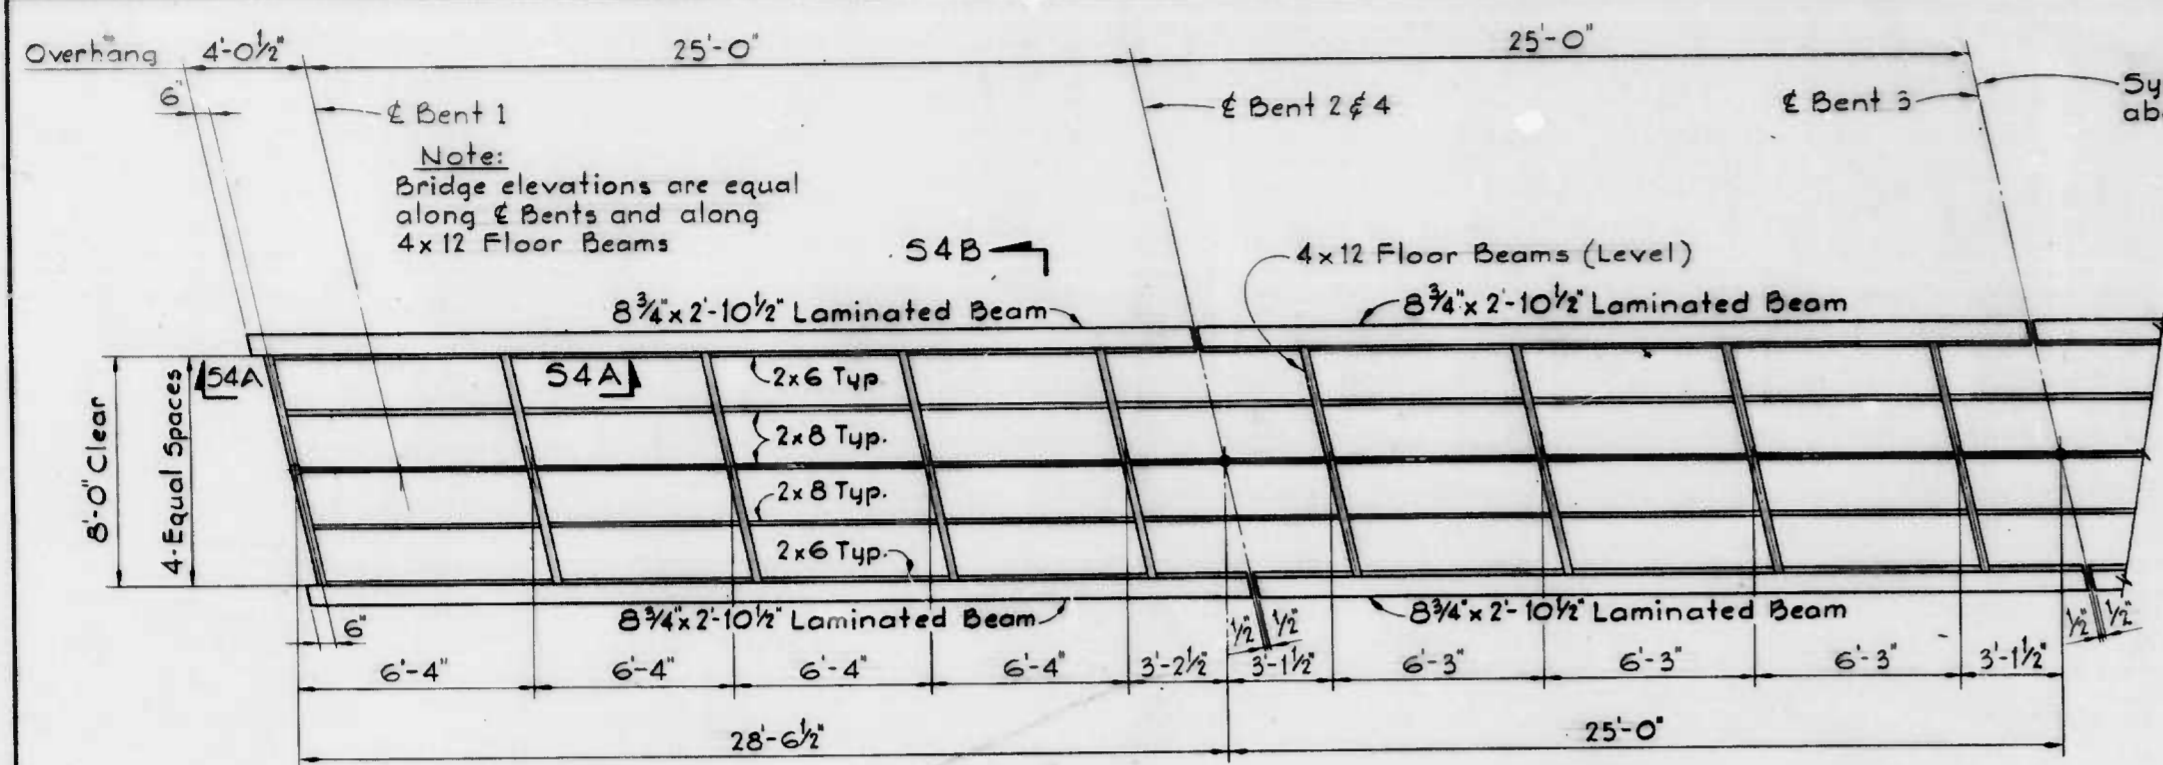 Overhang 4'-0½" 25'-0" 25'-0"
6"
℄ Bent 1
℄ Bent 2 & 4
℄ Bent 3
Note:
Bridge elevations are equal
along ℄ Bents and along
4x12 Floor Beams
S4B
4x12 Floor Beams (Level)
8¾"x 2'-10½" Laminated Beam
8¾"x 2'-10½" Laminated Beam
8'-0" Clear
4-Equal Spaces
S4A
S4A
2x6 Typ
2x8 Typ.
2x8 Typ.
2x6 Typ.
8¾"x 2'-10½" Laminated Beam
8¾"x 2'-10½" Laminated Beam
6"
½" ½"
½" ½"
6'-4" 6'-4" 6'-4" 6'-4" 3'-2½" 3'-1½" 6'-3" 6'-3" 6'-3" 3'-1½"
28'-6½" 25'-0"